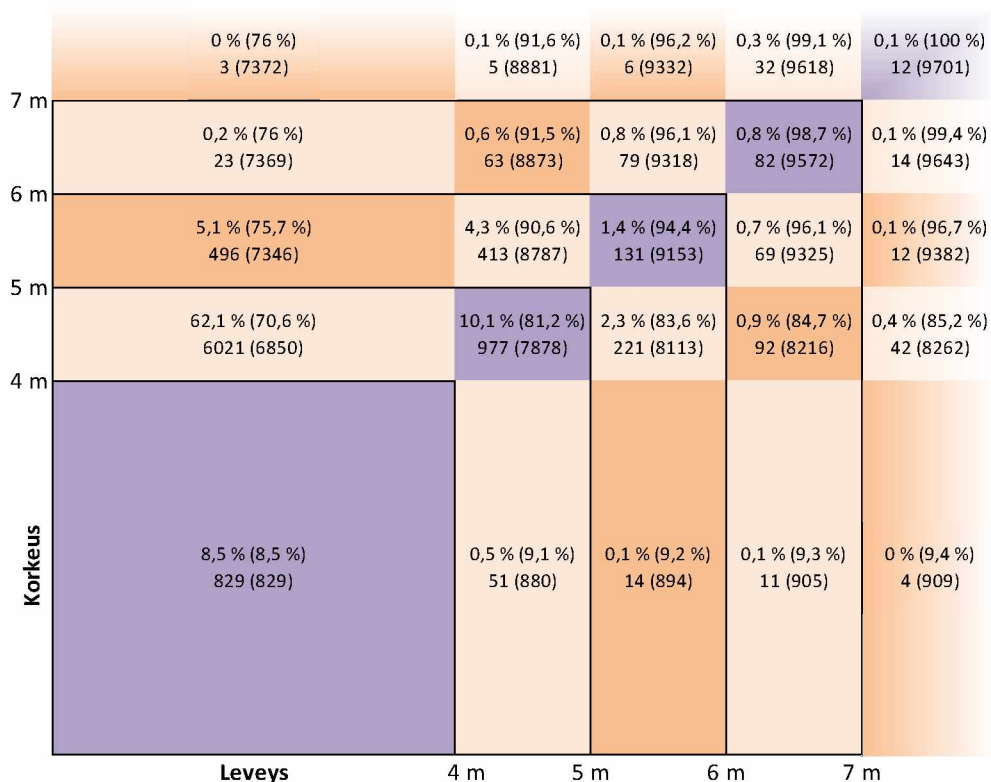 0 % (76 %)
3 (7372)
0,1 % (91,6 %)
5 (8881)
0,1 % (96,2 %)
6 (9332)
0,3 % (99,1 %)
32 (9618)
0,1 % (100 %)
12 (9701)
7 m
0,2 % (76 %)
23 (7369)
0,6 % (91,5 %)
63 (8873)
0,8 % (96,1 %)
79 (9318)
0,8 % (98,7 %)
82 (9572)
0,1 % (99,4 %)
14 (9643)
6 m
5,1 % (75,7 %)
496 (7346)
4,3 % (90,6 %)
413 (8787)
1,4 % (94,4 %)
131 (9153)
0,7 % (96,1 %)
69 (9325)
0,1 % (96,7 %)
12 (9382)
5 m
62,1 % (70,6 %)
6021 (6850)
10,1 % (81,2 %)
977 (7878)
2,3 % (83,6 %)
221 (8113)
0,9 % (84,7 %)
92 (8216)
0,4 % (85,2 %)
42 (8262)
4 m
Korkeus
8,5 % (8,5 %)
829 (829)
0,5 % (9,1 %)
51 (880)
0,1 % (9,2 %)
14 (894)
0,1 % (9,3 %)
11 (905)
0 % (9,4 %)
4 (909)
Leveys
4 m
5 m
6 m
7 m